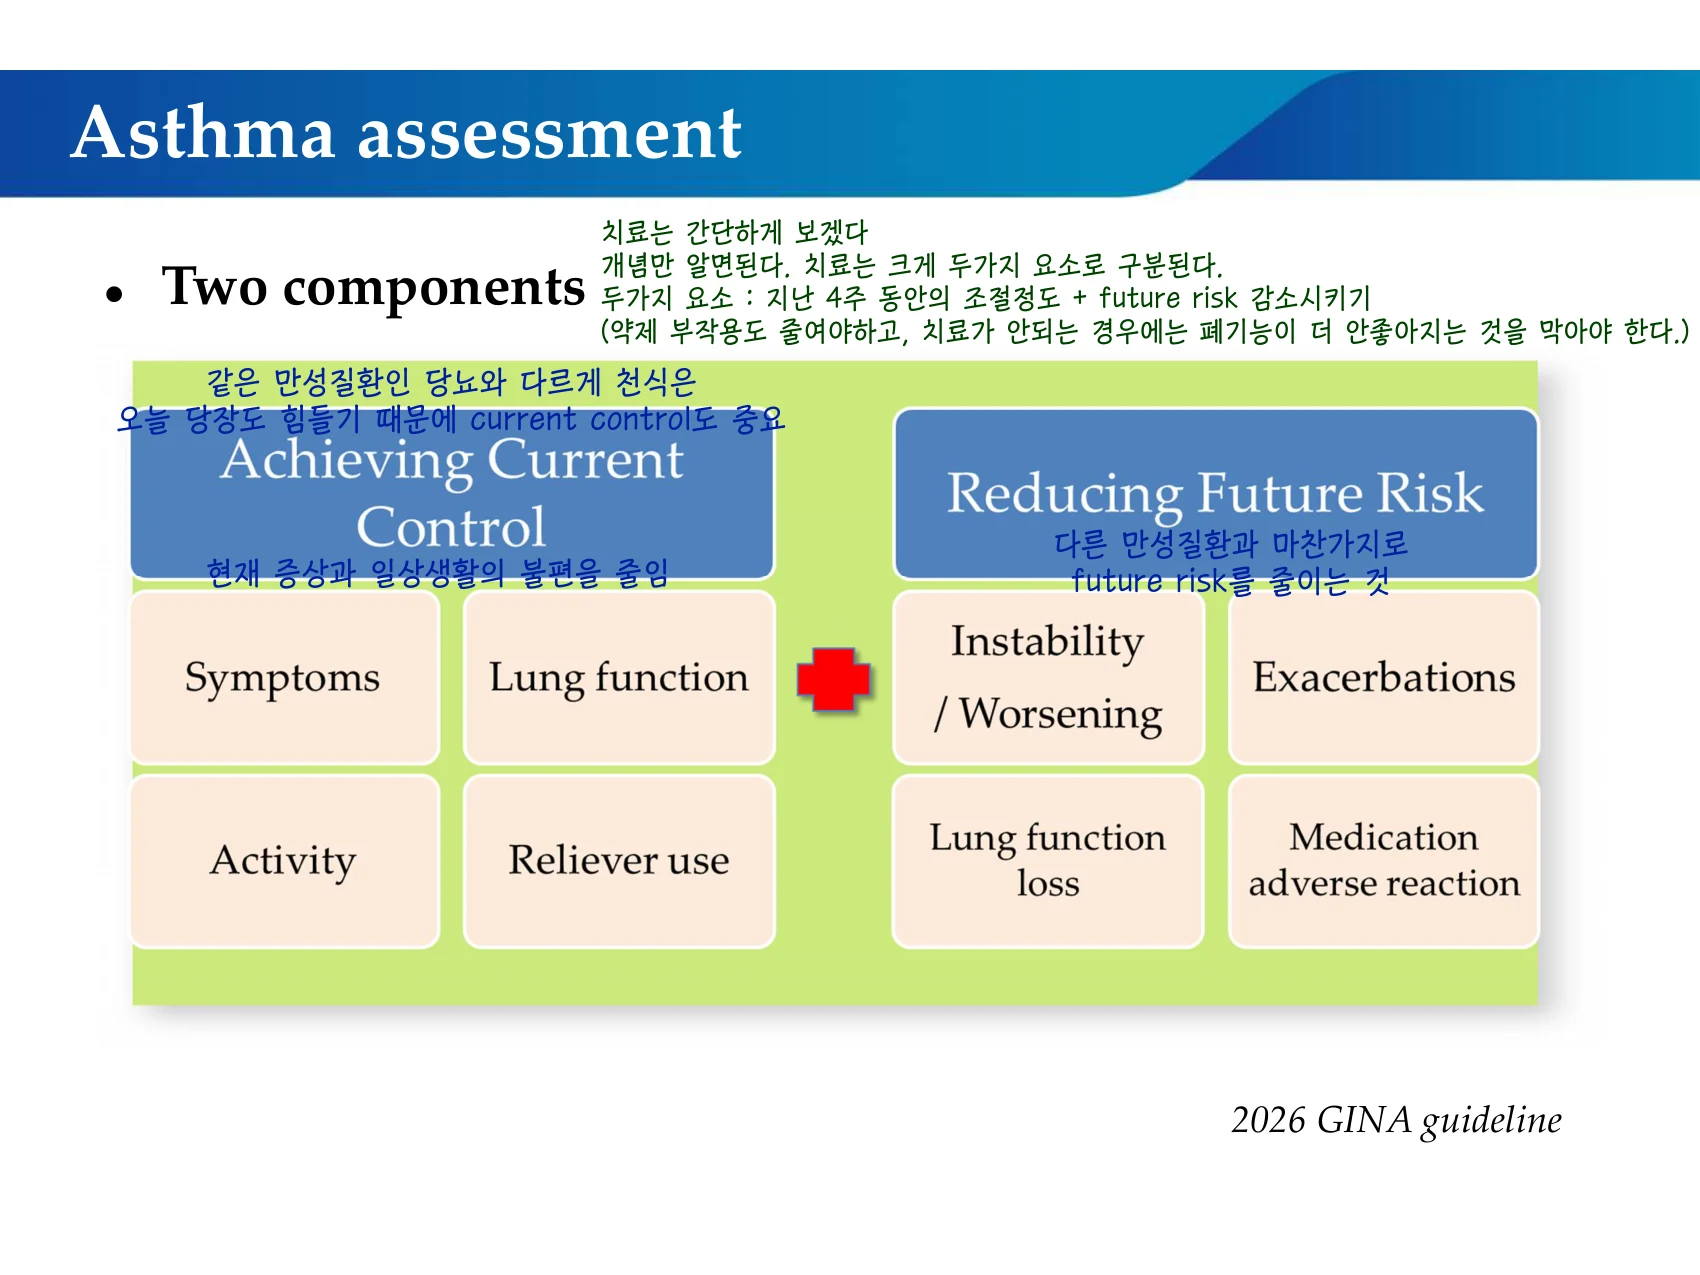 Asthma assessment
• Two components
치료는 간단하게 보겠다
개념만 알면된다. 치료는 크게 두가지 요소로 구분된다.
두가지 요소 : 지난 4주 동안의 조절정도 + future risk 감소시키기
(약제 부작용도 줄여야하고, 치료가 안되는 경우에는 폐기능이 더 안좋아지는 것을 막아야 한다.)
같은 만성질환인 당뇨와 다르게 천식은
오늘 당장도 힘들기 때문에 current control도 중요
Achieving Current
Control
현재 증상과 일상생활의 불편을 줄임
Symptoms
Lung function
Activity
Reliever use
Reducing Future Risk
다른 만성질환과 마찬가지로
future risk를 줄이는 것
Instability
/ Worsening
Exacerbations
Lung function
loss
Medication
adverse reaction
2026 GINA guideline